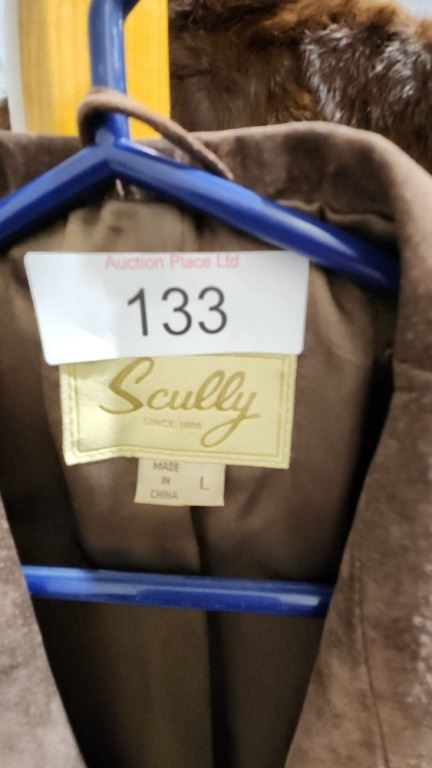 Auction Place Ltd
133
Scully
SINCE 1906
MADE
IN
CHINA
L